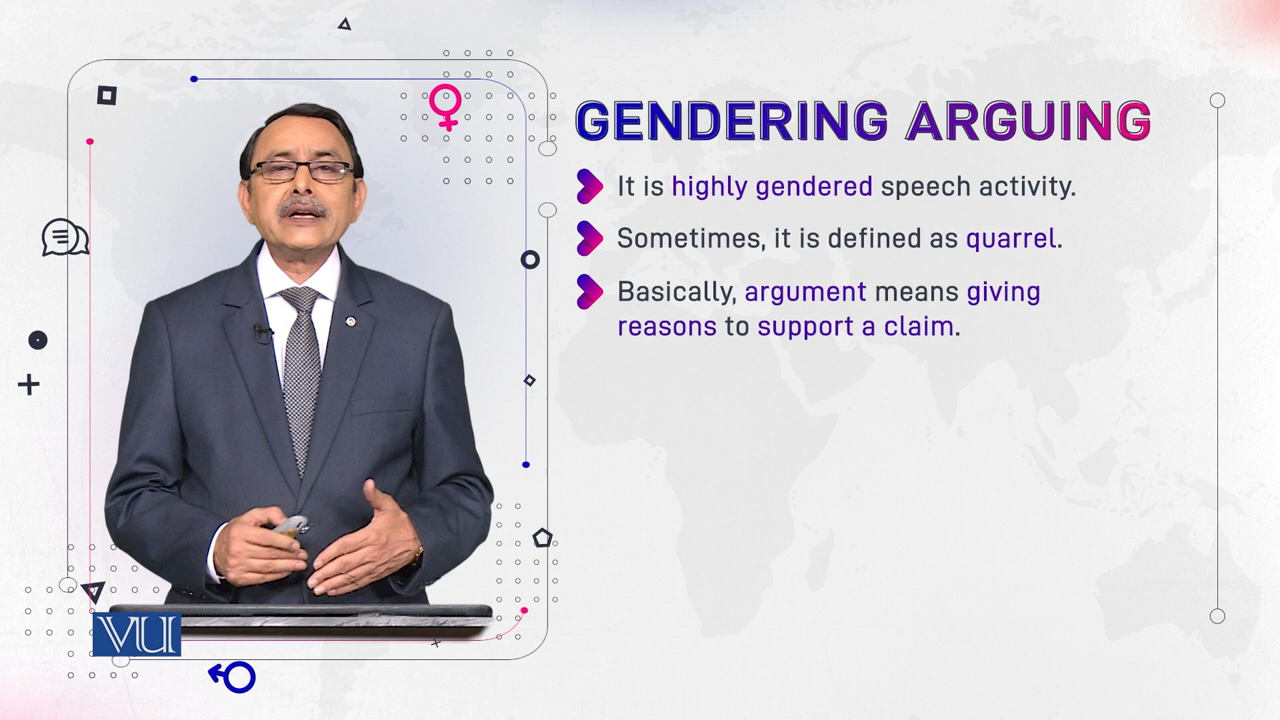 GENDERING ARGUING
It is highly gendered speech activity.
Sometimes, it is defined as quarrel.
Basically, argument means giving
reasons to support a claim.
VU